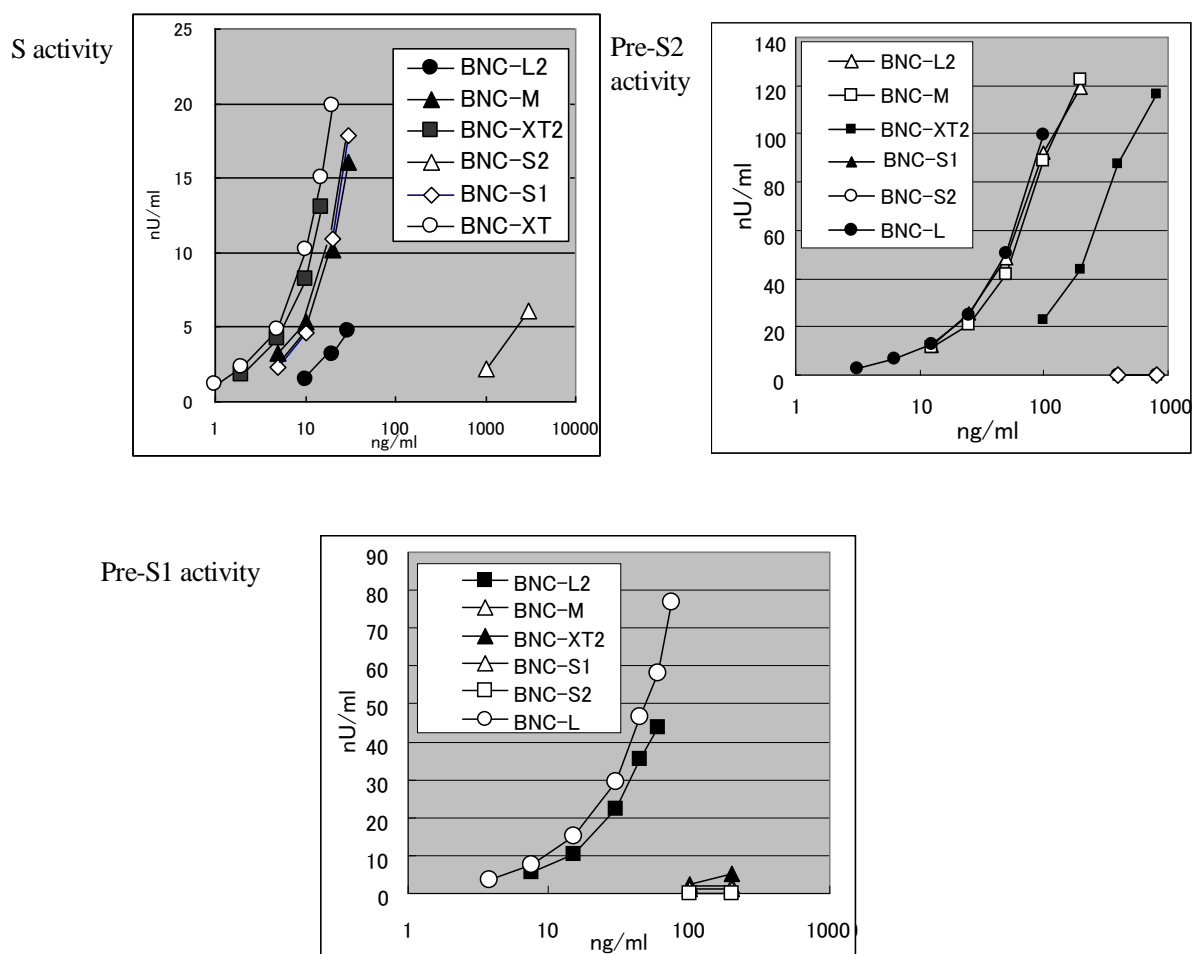 S activity
25
20
15
10
5
0
nU/ml
BNC-L2
BNC-M
BNC-XT2
BNC-S2
BNC-S1
BNC-XT
1 10 100 1000 10000
ng/ml
Pre-S2
activity
140
120
100
80
60
40
20
0
nU/ml
BNC-L2
BNC-M
BNC-XT2
BNC-S1
BNC-S2
BNC-L
1 10 100 1000
ng/ml
Pre-S1 activity
90
80
70
60
50
40
30
20
10
0
nU/ml
BNC-L2
BNC-M
BNC-XT2
BNC-S1
BNC-S2
BNC-L
1 10 100 1000
ng/ml